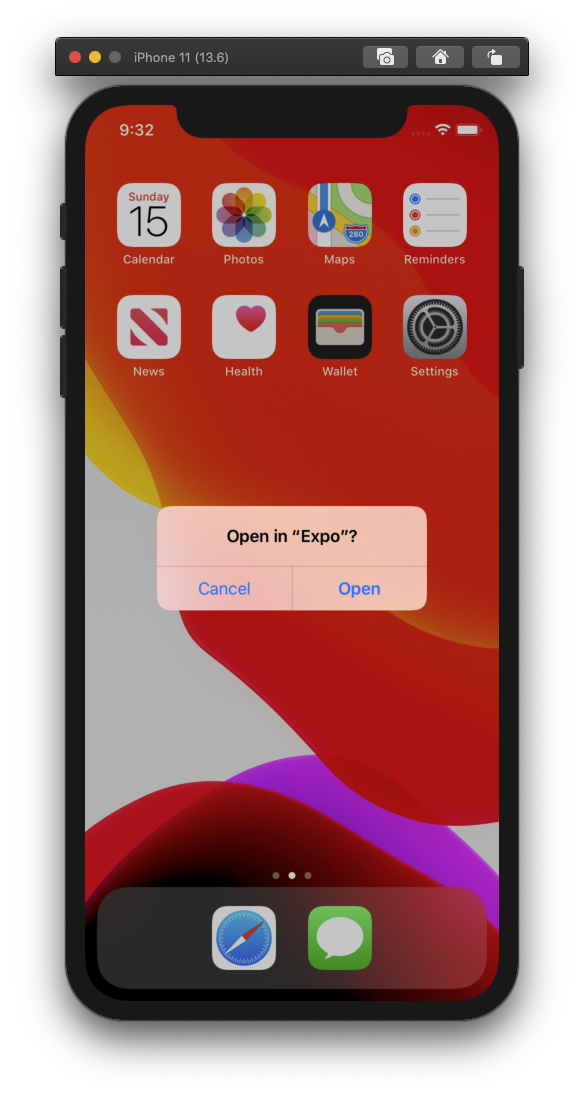 iPhone 11 (13.6)
9:32
Sunday
15
280
Calendar Photos Maps Reminders
News Health Wallet Settings
Open in “Expo”?
Cancel Open